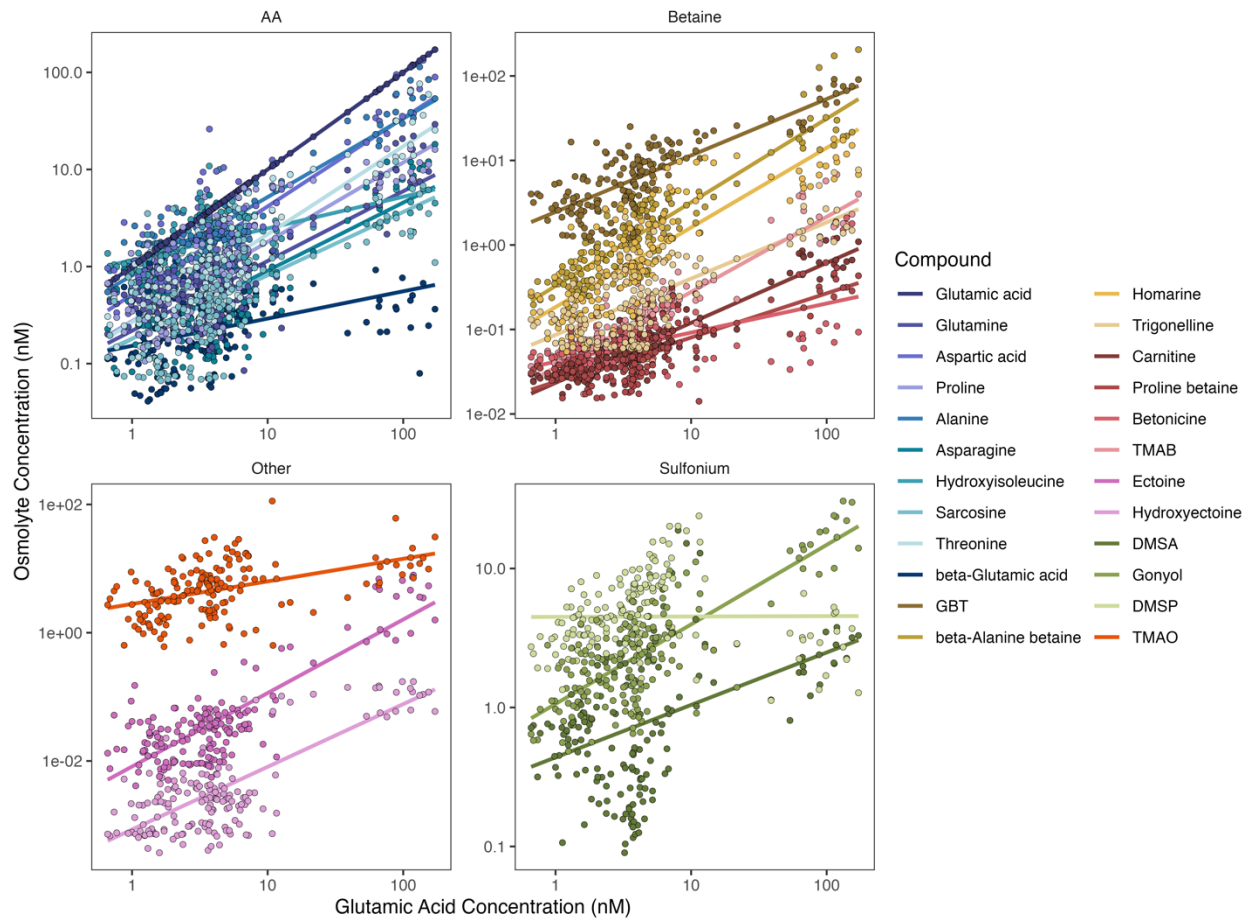 AA
Betaine
100.0
10.0
1.0
0.1
1
10
100
1e+02
1e+01
1e+00
1e-01
1e-02
1
10
100
Other
Sulfonium
1e+02
1e+00
1e-02
1
10
100
10.0
1.0
0.1
1
10
100
Osmolyte Concentration (nM)
Glutamic Acid Concentration (nM)
Compound
Glutamic acid
Glutamine
Aspartic acid
Proline
Alanine
Asparagine
Hydroxyisoleucine
Sarcosine
Threonine
beta-Glutamic acid
GBT
beta-Alanine betaine
Homarine
Trigonelline
Carnitine
Proline betaine
Betonicine
TMAB
Ectoine
Hydroxyectoine
DMSA
Gonyol
DMSP
TMAO